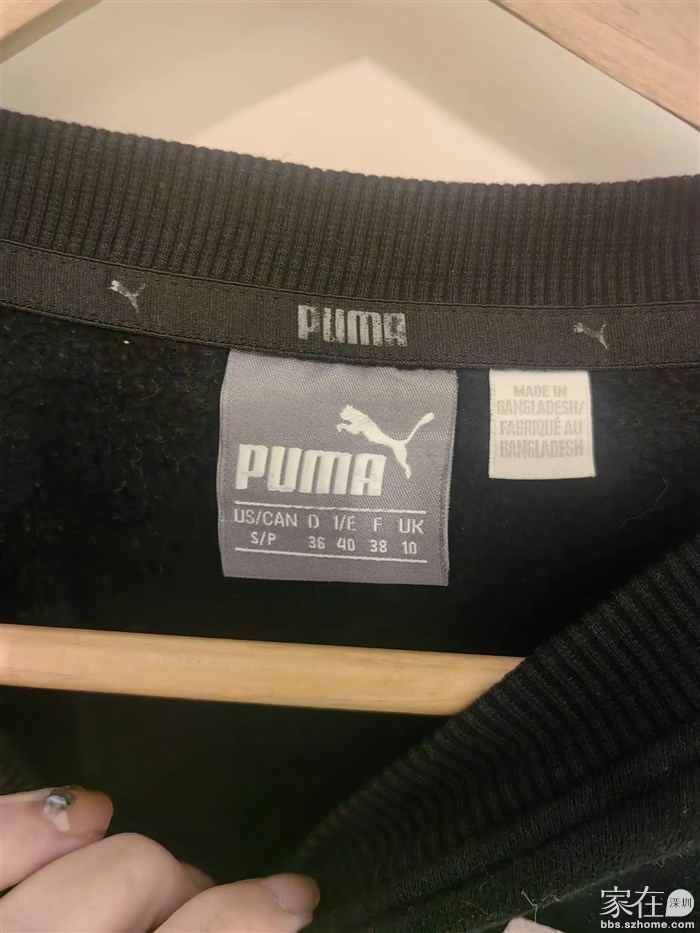 PUMA
PUMA
US/CAN D I/E F UK
S/P 36 40 38 10
MADE IN
BANGLADESH/
FABRIQUÉ AU
BANGLADESH
家在深圳
bbs.szhome.com